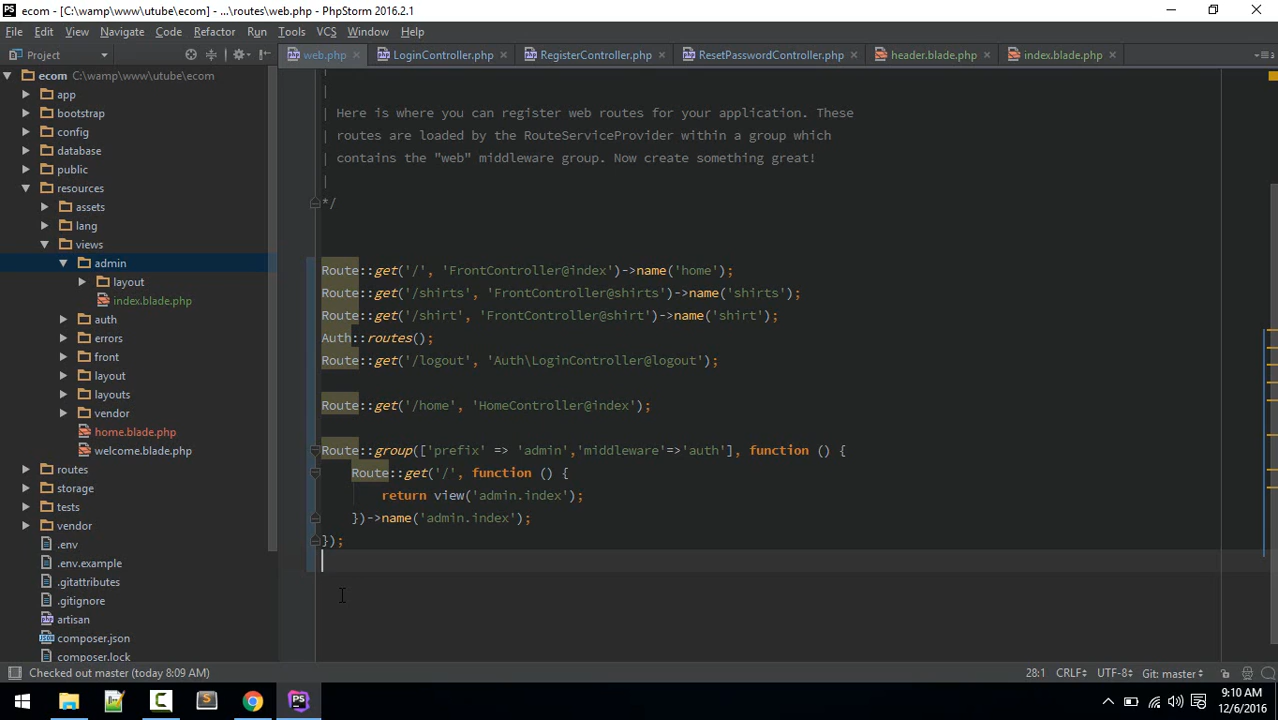 ecom - [C:\wamp\www\utube\ecom] - ...\routes\web.php - PhpStorm 2016.2.1
File Edit View Navigate Code Refactor Run Tools VCS Window Help
Project
web.php LoginController.php RegisterController.php ResetPasswordController.php header.blade.php index.blade.php
ecom C:\wamp\www\utube\ecom
app
bootstrap
config
database
public
resources
assets
lang
views
admin
layout
index.blade.php
auth
errors
front
layout
layouts
vendor
home.blade.php
welcome.blade.php
routes
storage
tests
vendor
.env
.env.example
.gitattributes
.gitignore
artisan
composer.json
composer.lock
|
| Here is where you can register web routes for your application. These
| routes are loaded by the RouteServiceProvider within a group which
| contains the "web" middleware group. Now create something great!
|
*/
Route::get('/', 'FrontController@index')->name('home');
Route::get('/shirts', 'FrontController@shirts')->name('shirts');
Route::get('/shirt', 'FrontController@shirt')->name('shirt');
Auth::routes();
Route::get('/logout', 'Auth\LoginController@logout');
Route::get('/home', 'HomeController@index');
Route::group(['prefix' => 'admin','middleware'=>'auth'], function () {
Route::get('/', function () {
return view('admin.index');
})->name('admin.index');
});
Checked out master (today 8:09 AM)
28:1 CRLF UTF-8 Git: master
PS
9:10 AM
12/6/2016